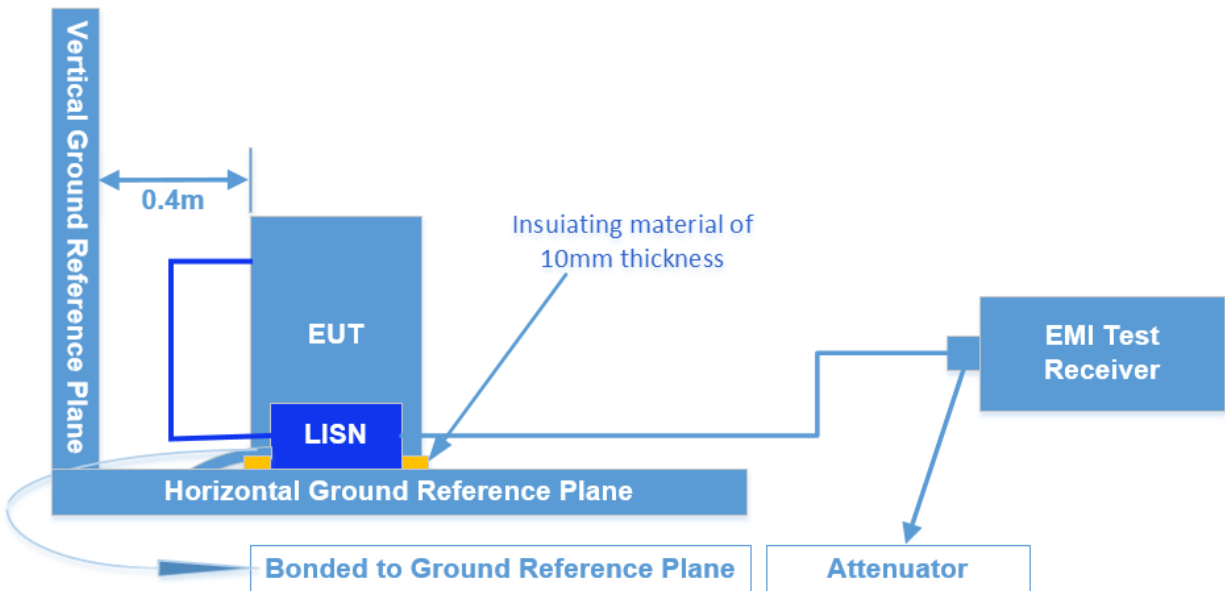 Vertical Ground Reference Plane
0.4m
Insuiating material of
10mm thickness
EUT
EMI Test
Receiver
LISN
Horizontal Ground Reference Plane
Bonded to Ground Reference Plane
Attenuator